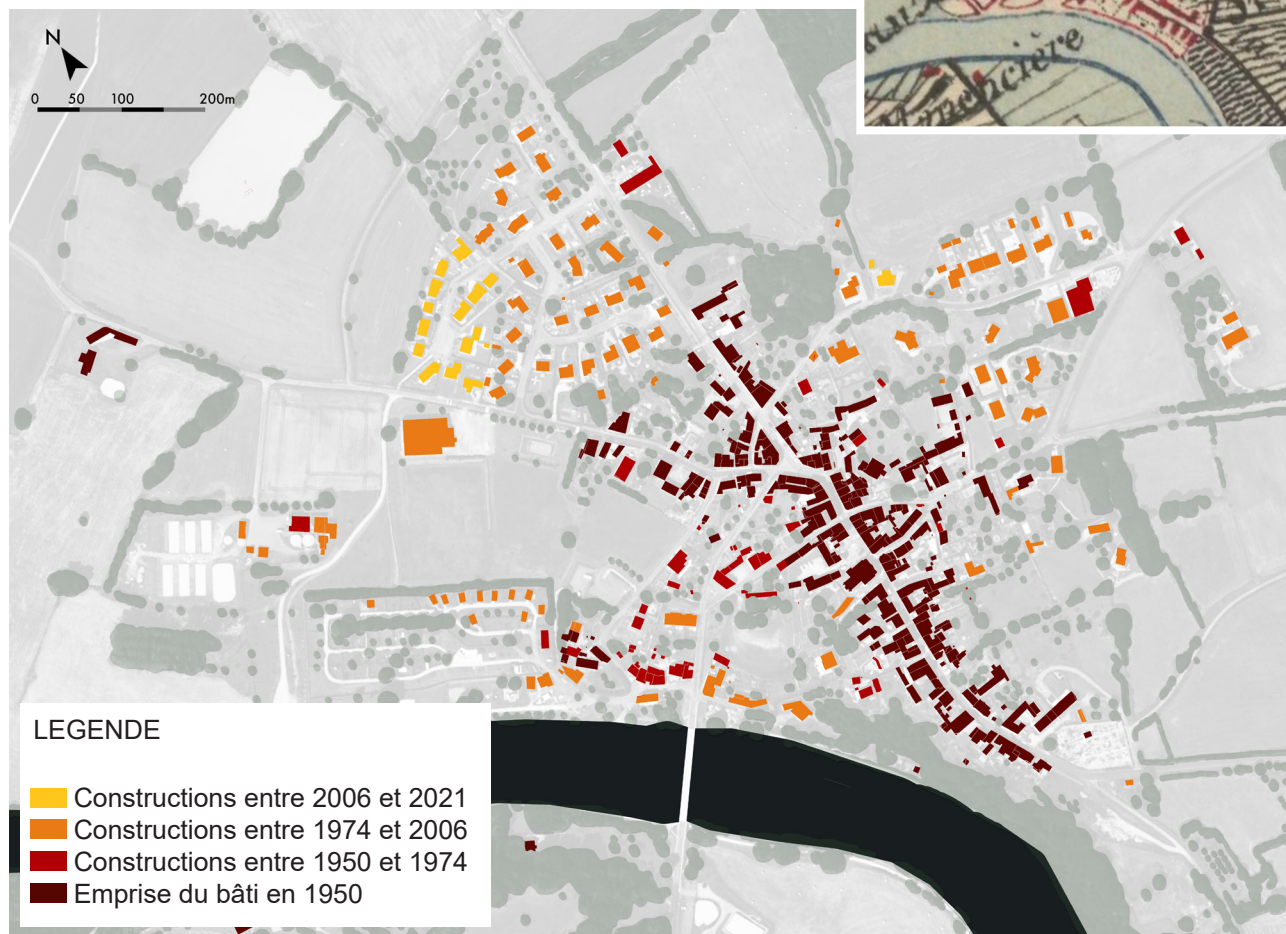 N
0 50 100 200m
LEGENDE
Constructions entre 2006 et 2021
Constructions entre 1974 et 2006
Constructions entre 1950 et 1974
Emprise du bâti en 1950